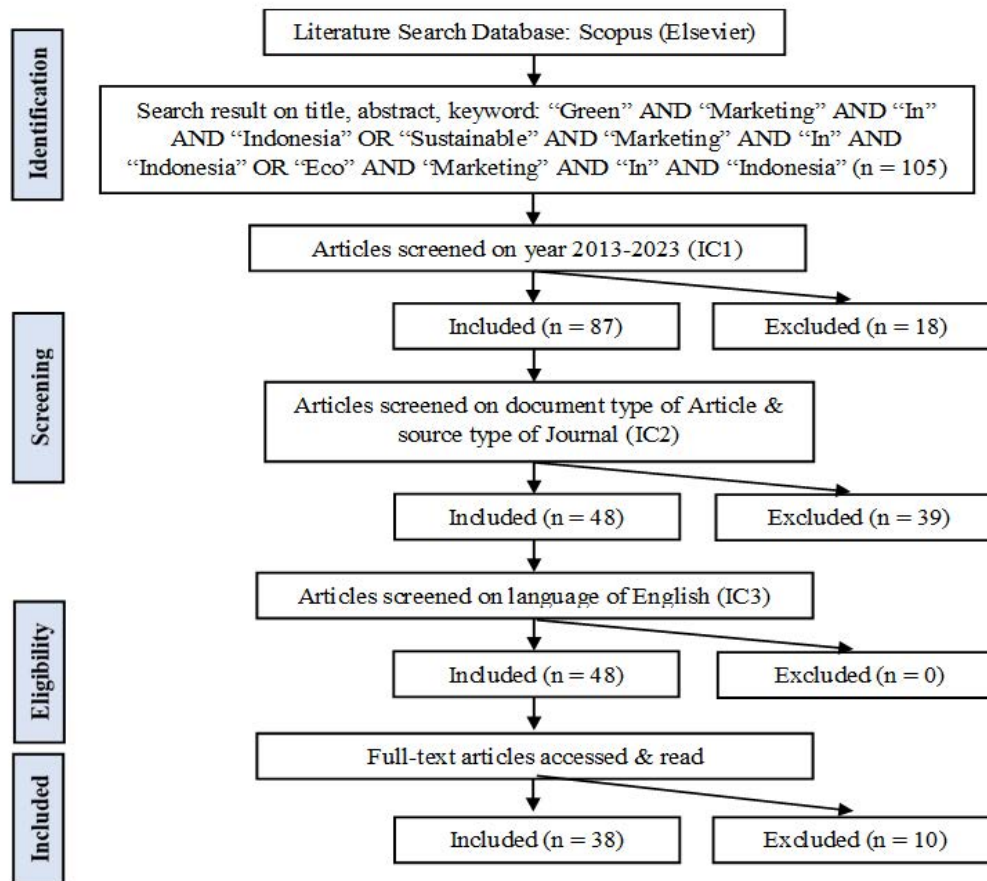 Identification
Literature Search Database: Scopus (Elsevier)
Search result on title, abstract, keyword: “Green” AND “Marketing” AND “In”
AND “Indonesia” OR “Sustainable” AND “Marketing” AND “In” AND
“Indonesia” OR “Eco” AND “Marketing” AND “In” AND “Indonesia” (n = 105)
Articles screened on year 2013-2023 (IC1)
Screening
Included (n = 87)
Excluded (n = 18)
Articles screened on document type of Article &
source type of Journal (IC2)
Included (n = 48)
Excluded (n = 39)
Eligibility
Articles screened on language of English (IC3)
Included (n = 48)
Excluded (n = 0)
Included
Full-text articles accessed & read
Included (n = 38)
Excluded (n = 10)